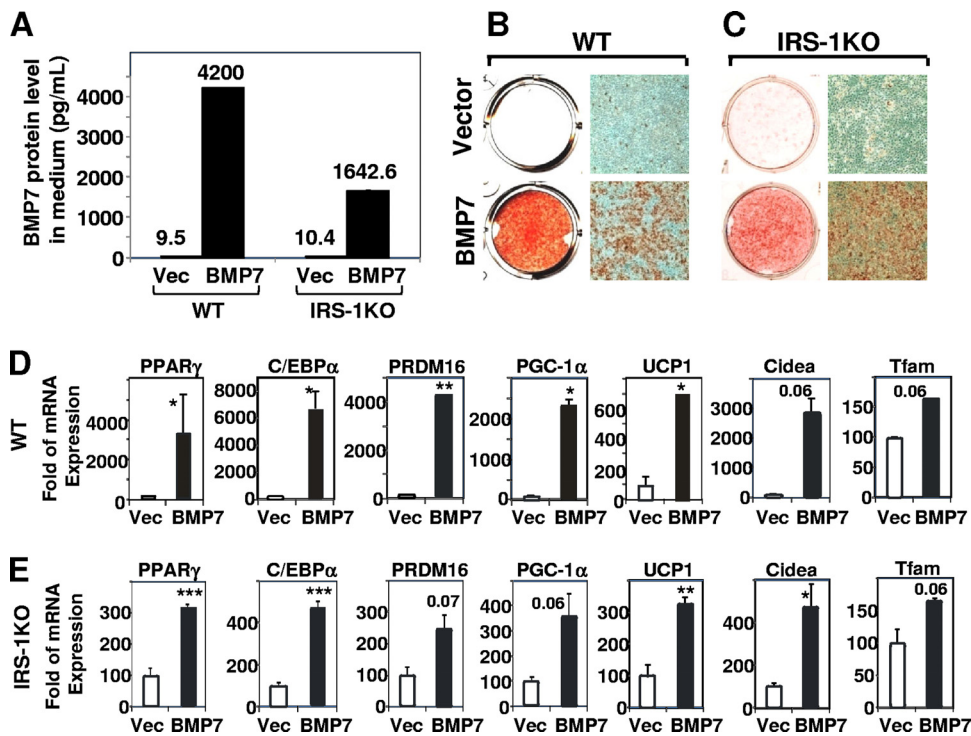 A
BMP7 protein level
in medium (pg/mL)
4000
3000
2000
1000
0
4200
1642.6
9.5
10.4
Vec BMP7 Vec BMP7
WT IRS-1KO
B
WT
C
IRS-1KO
Vector
BMP7
D
WT
Fold of mRNA
Expression
PPARγ
4000
2000
0
*
Vec BMP7
C/EBPα
8000
6000
4000
2000
0
*
Vec BMP7
PRDM16
4000
2000
0
**
Vec BMP7
PGC-1α
2000
1000
0
*
Vec BMP7
UCP1
600
400
200
0
*
Vec BMP7
Cidea
3000
2000
1000
0
0.06
Vec BMP7
Tfam
150
100
50
0
0.06
Vec BMP7
E
IRS-1KO
Fold of mRNA
Expression
PPARγ
300
200
100
0
***
Vec BMP7
C/EBPα
400
200
0
***
Vec BMP7
PRDM16
300
200
100
0
0.07
Vec BMP7
PGC-1α
400
300
200
100
0
0.06
Vec BMP7
UCP1
300
200
100
0
**
Vec BMP7
Cidea
400
200
0
*
Vec BMP7
Tfam
150
100
50
0
0.06
Vec BMP7